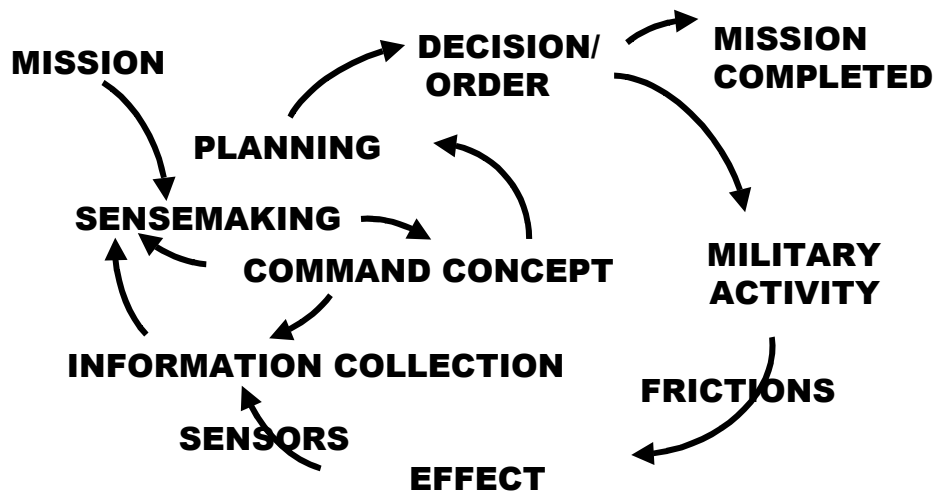 MISSION
DECISION/
ORDER
MISSION
COMPLETED
PLANNING
SENSEMAKING
COMMAND CONCEPT
MILITARY
ACTIVITY
INFORMATION COLLECTION
FRICTIONS
SENSORS
EFFECT